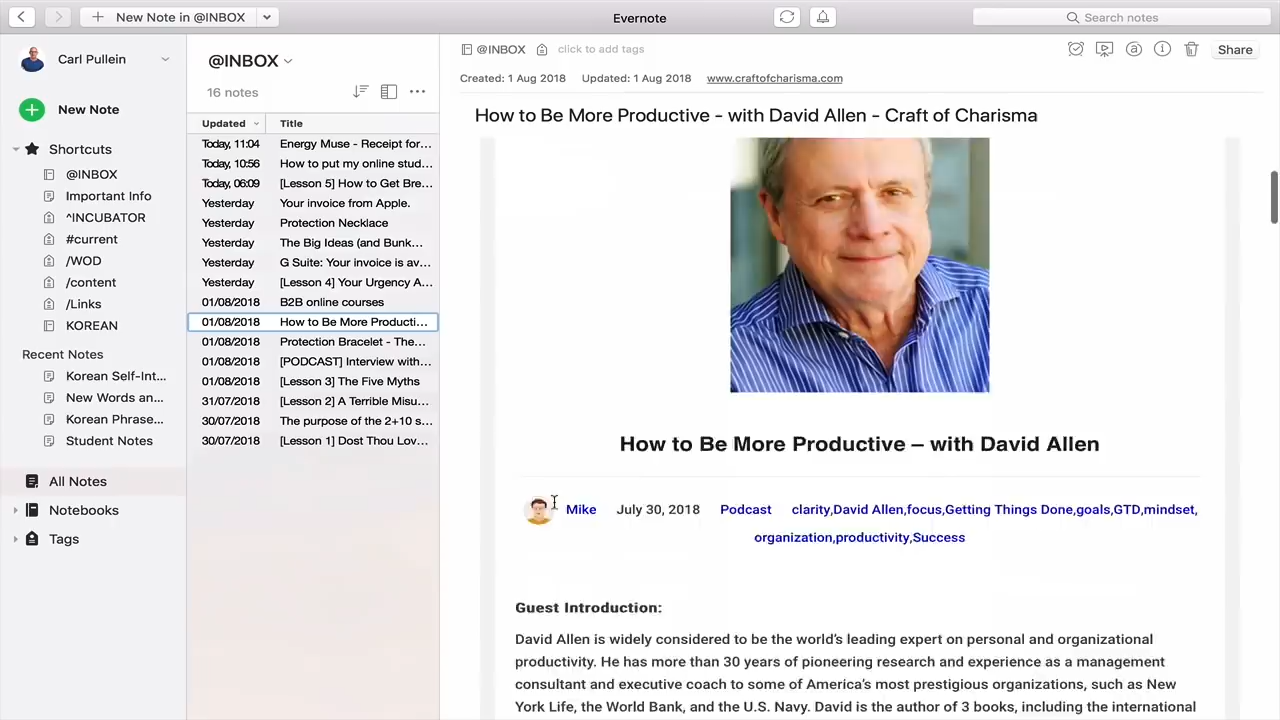 New Note in @INBOX
Evernote
Search notes
Carl Pullein
New Note
Shortcuts
@INBOX
Important Info
^INCUBATOR
#current
/WOD
/content
/Links
KOREAN
Recent Notes
Korean Self-Int...
New Words an...
Korean Phrase...
Student Notes
All Notes
Notebooks
Tags
@INBOX
16 notes
Updated Title
Today, 11:04 Energy Muse - Receipt for...
Today, 10:56 How to put my online stud...
Today, 06:09 [Lesson 5] How to Get Bre...
Yesterday Your invoice from Apple.
Yesterday Protection Necklace
Yesterday The Big Ideas (and Bunk...
Yesterday G Suite: Your invoice is av...
Yesterday [Lesson 4] Your Urgency A...
01/08/2018 B2B online courses
01/08/2018 How to Be More Producti...
01/08/2018 Protection Bracelet - The...
01/08/2018 [PODCAST] Interview with...
01/08/2018 [Lesson 3] The Five Myths
31/07/2018 [Lesson 2] A Terrible Misu...
30/07/2018 The purpose of the 2+10 s...
30/07/2018 [Lesson 1] Dost Thou Lov...
@INBOX click to add tags
Share
Created: 1 Aug 2018 Updated: 1 Aug 2018 www.craftofcharisma.com
How to Be More Productive - with David Allen - Craft of Charisma
How to Be More Productive – with David Allen
Mike July 30, 2018 Podcast clarity,David Allen,focus,Getting Things Done,goals,GTD,mindset,
organization,productivity,Success
Guest Introduction:
David Allen is widely considered to be the world's leading expert on personal and organizational
productivity. He has more than 30 years of pioneering research and experience as a management
consultant and executive coach to some of America's most prestigious organizations, such as New
York Life, the World Bank, and the U.S. Navy. David is the author of 3 books, including the international